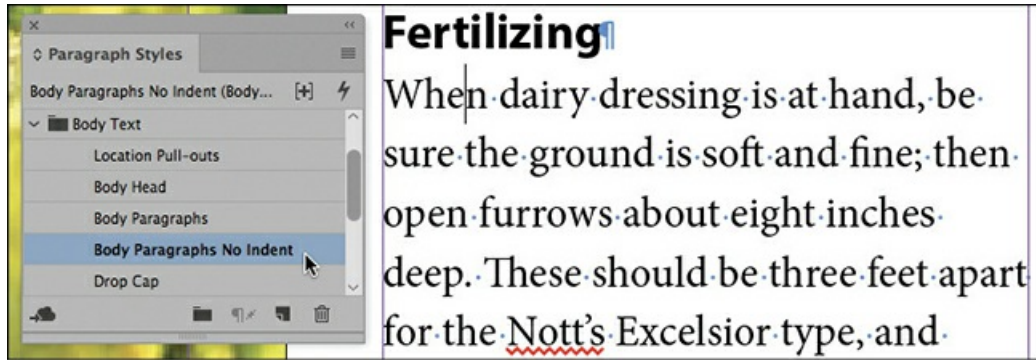 Paragraph Styles
Body Paragraphs No Indent (Body...
Body Text
Location Pull-outs
Body Head
Body Paragraphs
Body Paragraphs No Indent
Drop Cap
Fertilizing¶
When dairy dressing is at hand, be
sure the ground is soft and fine; then
open furrows about eight inches
deep. These should be three feet apart
for the Nott’s Excelsior type, and